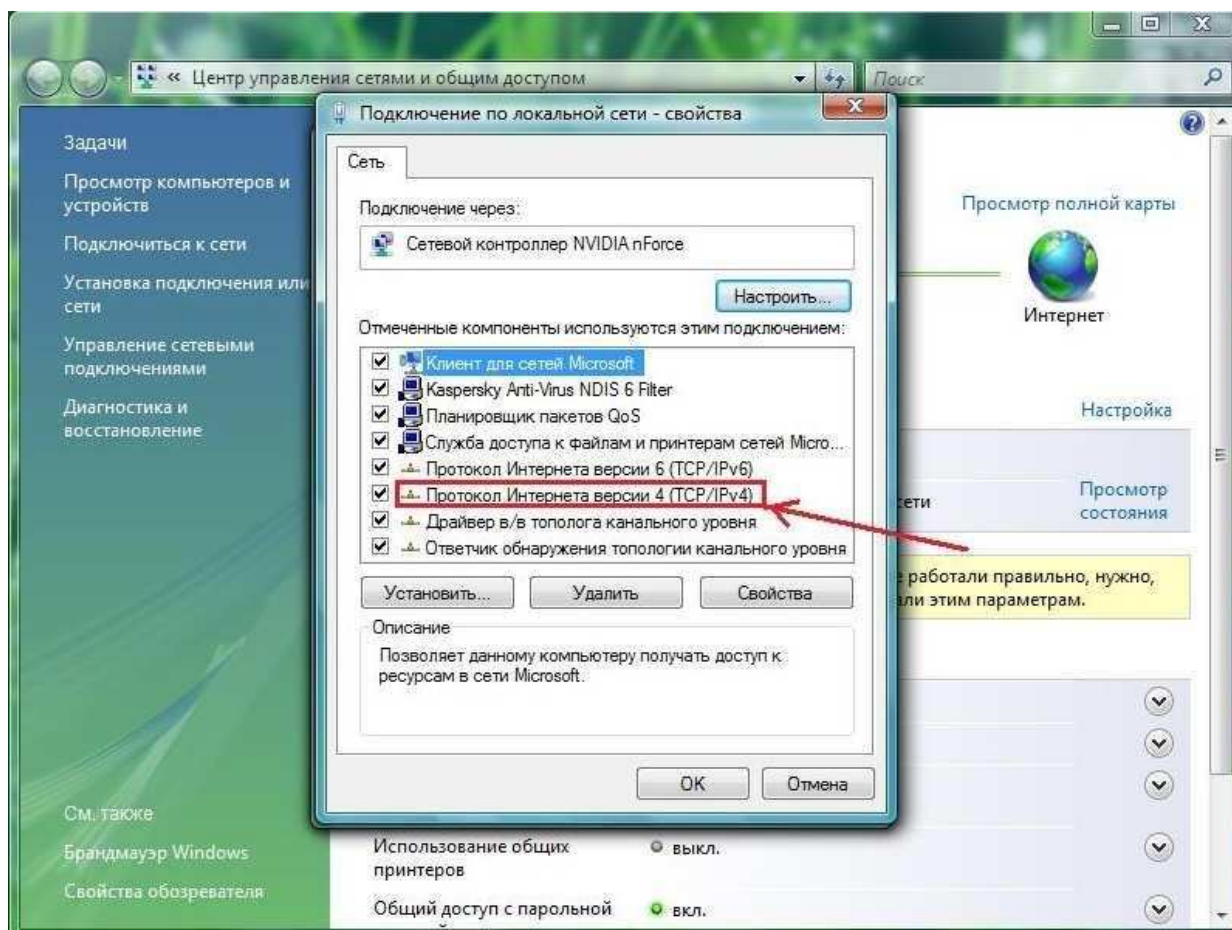 « Центр управления сетями и общим доступом
Поиск
Задачи
Просмотр компьютеров и
устройств
Подключиться к сети
Установка подключения или
сети
Управление сетевыми
подключениями
Диагностика и
восстановление
См. также
Брандмауэр Windows
Свойства обозревателя
Подключение по локальной сети - свойства
Сеть
Подключение через:
Сетевой контроллер NVIDIA nForce
Настроить...
Отмеченные компоненты используются этим подключением:
Клиент для сетей Microsoft
Kaspersky Anti-Virus NDIS 6 Filter
Планировщик пакетов QoS
Служба доступа к файлам и принтерам сетей Micro...
Протокол Интернета версии 6 (TCP/IPv6)
Протокол Интернета версии 4 (TCP/IPv4)
Драйвер в/в тополога канального уровня
Ответчик обнаружения топологии канального уровня
Установить...
Удалить
Свойства
Описание
Позволяет данному компьютеру получать доступ к
ресурсам в сети Microsoft.
OK
Отмена
Просмотр полной карты
Интернет
Настройка
сети
Просмотр
состояния
работали правильно, нужно,
этим параметрам.
Использование общих
принтеров
выкл.
Общий доступ с парольной
вкл.